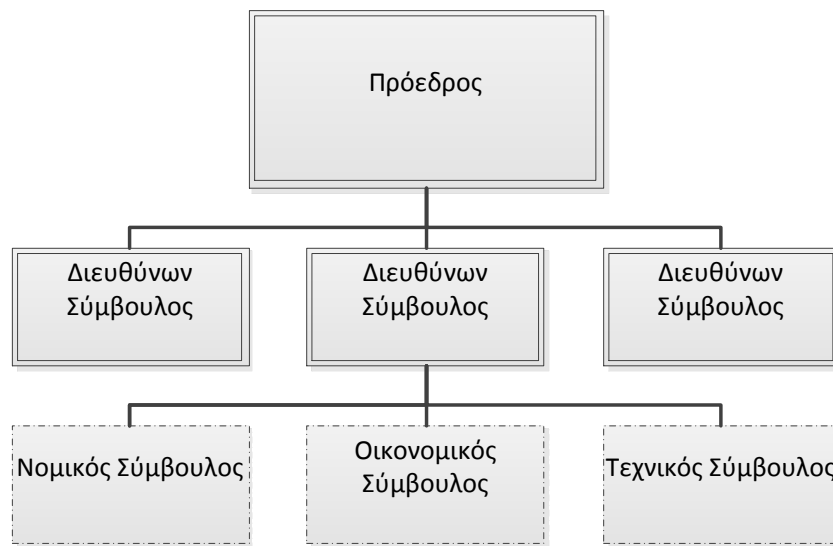 Πρόεδρος
Διευθύνων
Σύμβουλος
Διευθύνων
Σύμβουλος
Διευθύνων
Σύμβουλος
Νομικός Σύμβουλος
Οικονομικός
Σύμβουλος
Τεχνικός Σύμβουλος